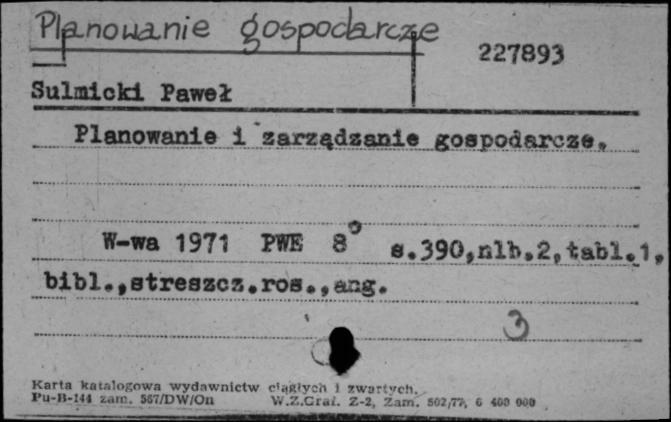 Planowanie gospodarcze
227893
Sulmicki Paweł
Planowanie i zarządzanie gospodarcze.
W-wa 1971 PWE 8° s.390,nlb.2,tabl.1,
bibl.,streszcz.ros.,ang.
3
Karta katalogowa wydawnictw ciągłych i zwartych.
Pu-B-144 zam. 567/DW/On W.Z.Graf. Z-2, Zam. 502/77, 6 400 000